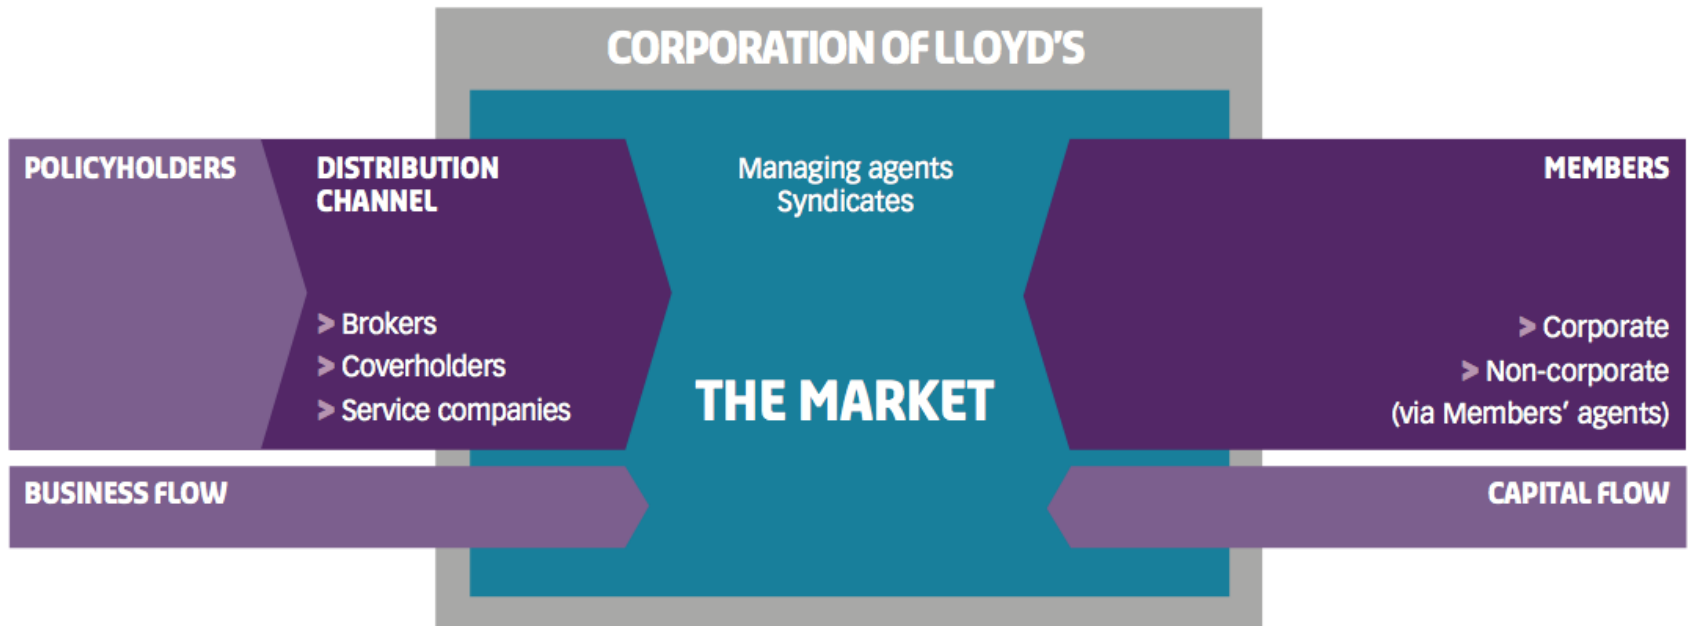 CORPORATION OF LLOYD'S
POLICYHOLDERS
DISTRIBUTION
CHANNEL
> Brokers
> Coverholders
> Service companies
Managing agents
Syndicates
THE MARKET
MEMBERS
> Corporate
> Non-corporate
(via Members' agents)
BUSINESS FLOW
CAPITAL FLOW